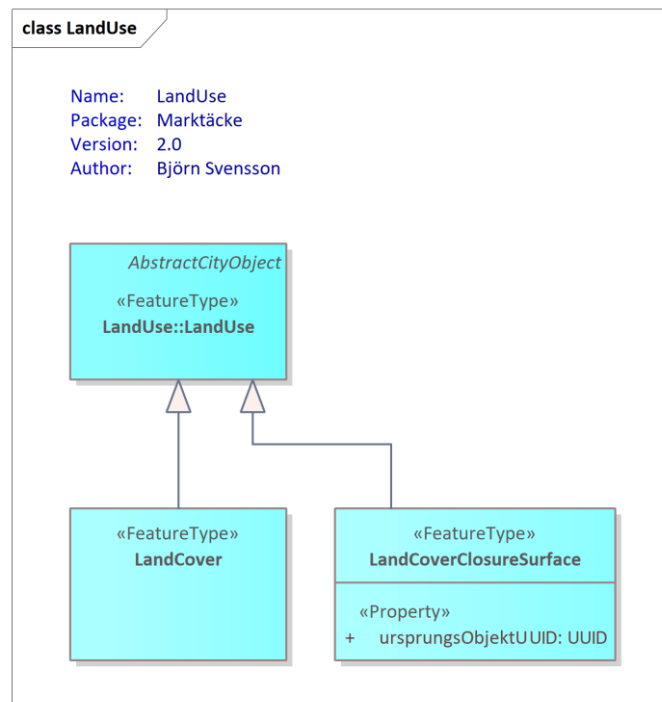 class LandUse
Name: LandUse
Package: Marktäcke
Version: 2.0
Author: Björn Svensson
AbstractCityObject
«FeatureType»
LandUse::LandUse
«FeatureType»
LandCover
«FeatureType»
LandCoverClosureSurface
«Property»
+ ursprungsObjektUUID: UUID